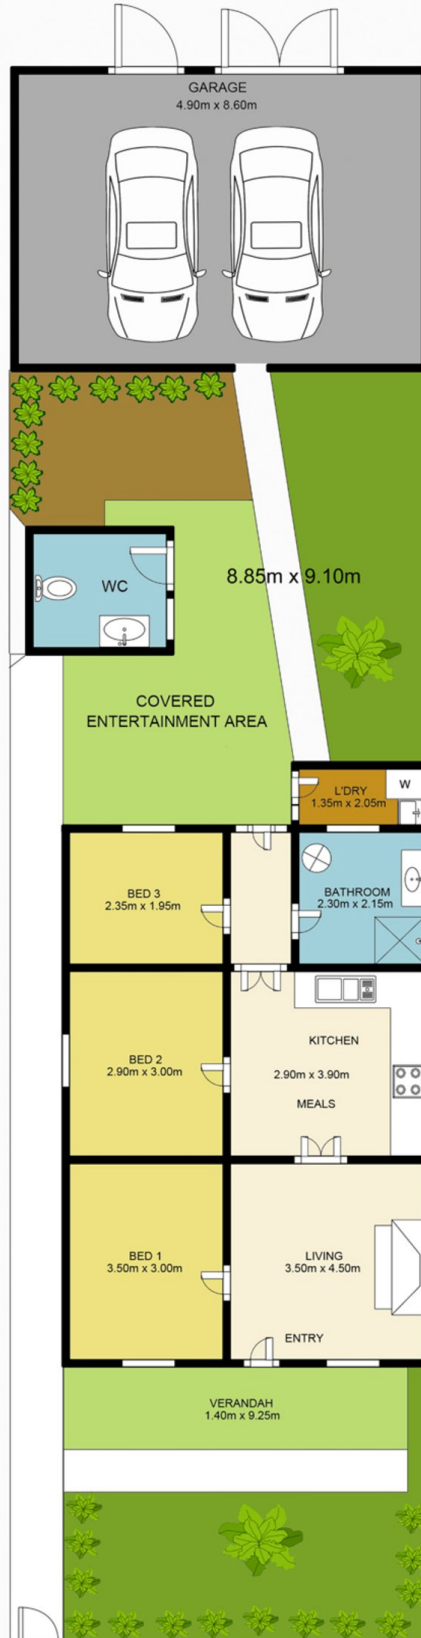 GARAGE
4.90m x 8.60m
WC
8.85m x 9.10m
COVERED
ENTERTAINMENT AREA
L'DRY
1.35m x 2.05m
W
BED 3
2.35m x 1.95m
BATHROOM
2.30m x 2.15m
KITCHEN
BED 2
2.90m x 3.00m
2.90m x 3.90m
MEALS
BED 1
3.50m x 3.00m
LIVING
3.50m x 4.50m
ENTRY
VERANDAH
1.40m x 9.25m